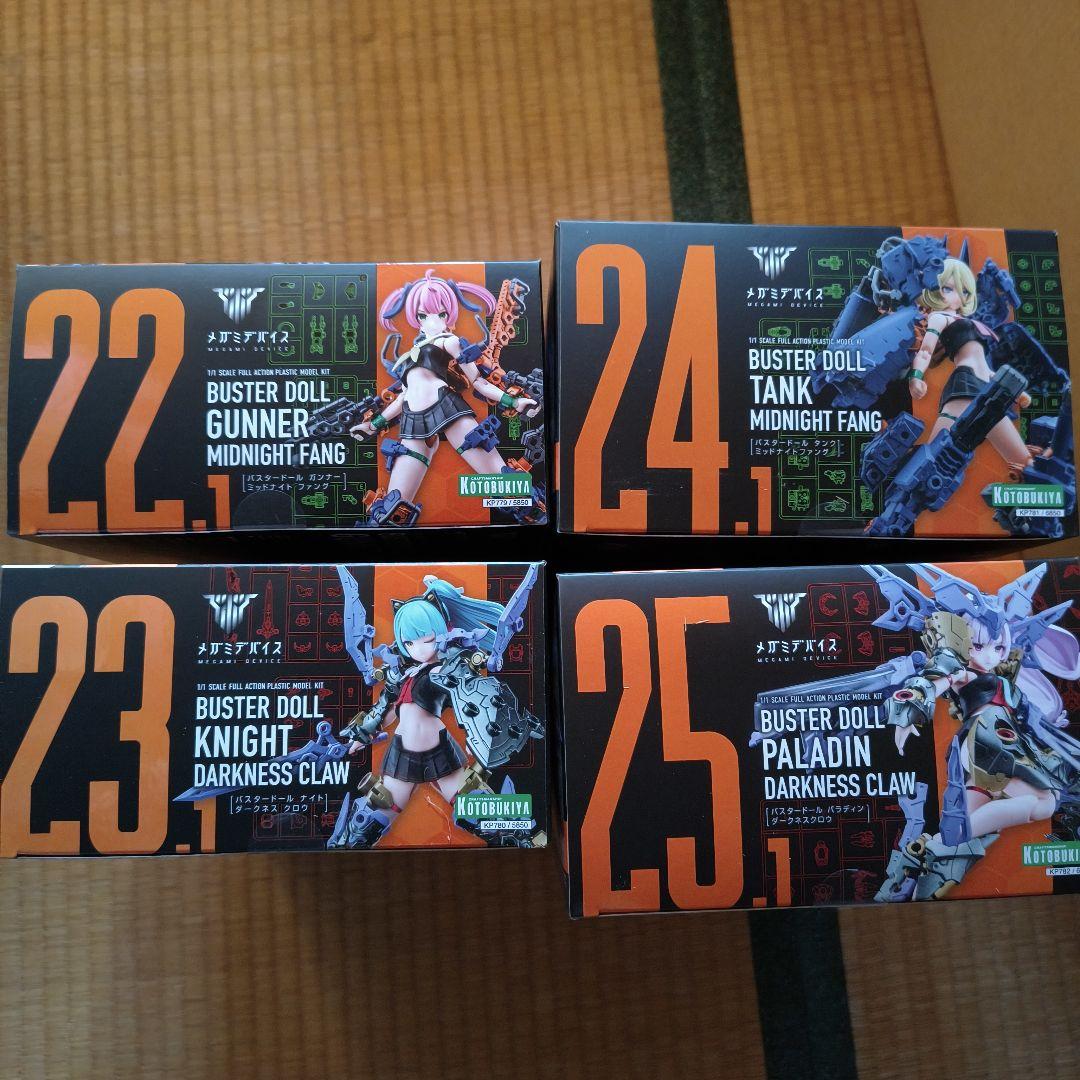 22.1
メガミデバイス
MEGAMI DEVICE
1/1 SCALE FULL ACTION PLASTIC MODEL KIT
BUSTER DOLL
GUNNER
MIDNIGHT FANG
[バスタードール ガンナー
ミッドナイト ファング]
CRAFTSMANSHIP
KOTOBUKIYA
KP779 / 5850
24.1
メガミデバイス
MEGAMI DEVICE
1/1 SCALE FULL ACTION PLASTIC MODEL KIT
BUSTER DOLL
TANK
MIDNIGHT FANG
[バスタードール タンク
ミッドナイトファング]
CRAFTSMANSHIP
KOTOBUKIYA
KP781 / 6850
23.1
メガミデバイス
MEGAMI DEVICE
1/1 SCALE FULL ACTION PLASTIC MODEL KIT
BUSTER DOLL
KNIGHT
DARKNESS CLAW
[バスタードール ナイト
ダークネス クロウ]
CRAFTSMANSHIP
KOTOBUKIYA
KP780 / 5850
25.1
メガミデバイス
MEGAMI DEVICE
1/1 SCALE FULL ACTION PLASTIC MODEL KIT
BUSTER DOLL
PALADIN
DARKNESS CLAW
[バスタードール パラディン
ダークネスクロウ]
CRAFTSMANSHIP
KOTOBUKIYA
KP782 /